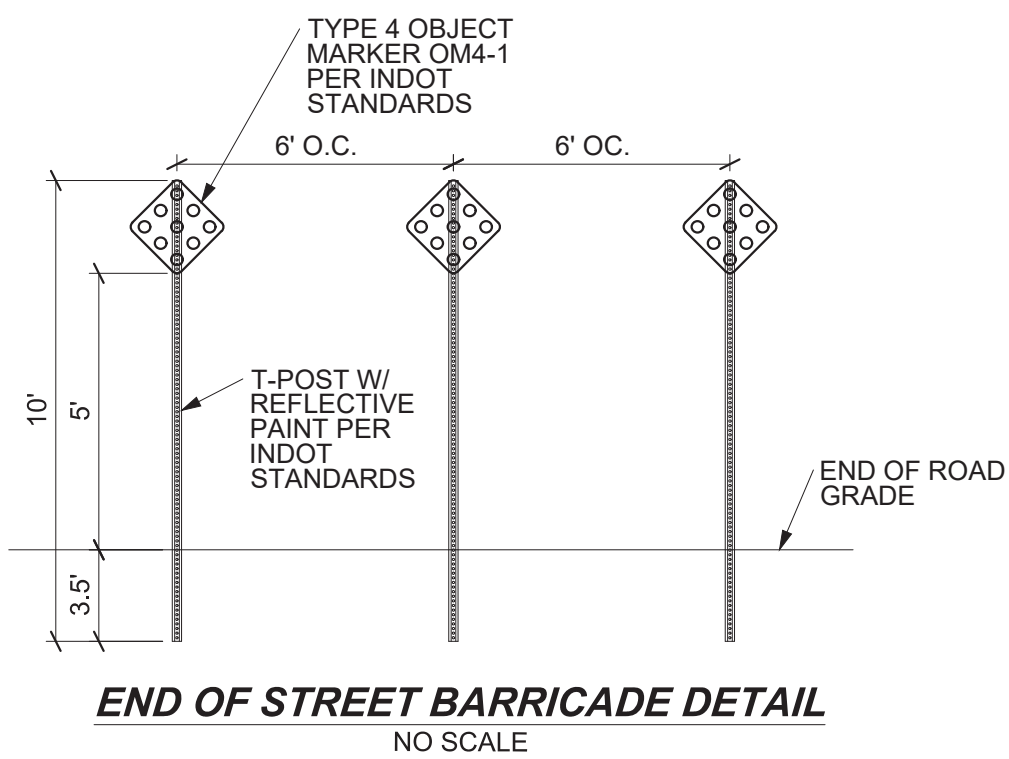 TYPE 4 OBJECT
MARKER OM4-1
PER INDOT
STANDARDS
6' O.C.
6' OC.
10'
5'
T-POST W/
REFLECTIVE
PAINT PER
INDOT
STANDARDS
END OF ROAD
GRADE
3.5'
END OF STREET BARRICADE DETAIL
NO SCALE